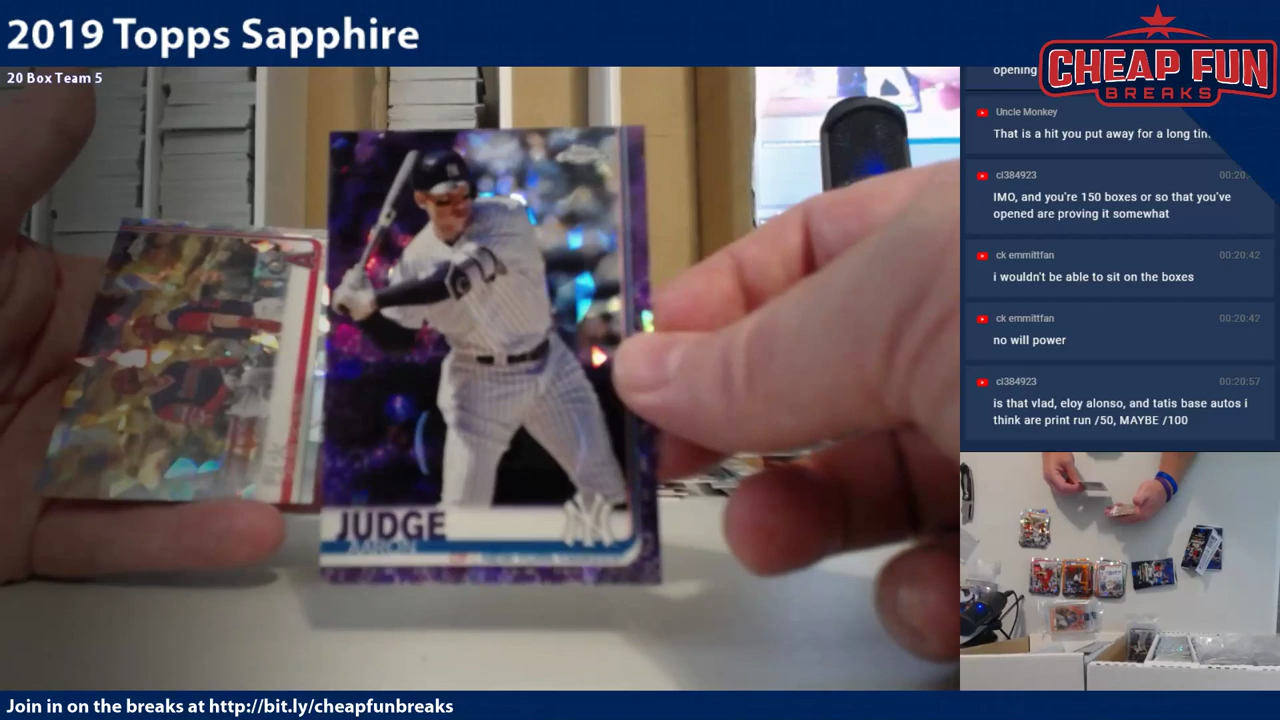 2019 Topps Sapphire
20 Box Team 5
CHEAP FUN
BREAKS
opening
Uncle Monkey
That is a hit you put away for a long
cl384923
IMO, and you're 150 boxes or so that you've
opened are proving it somewhat
ck emmittfan 00:20:42
i wouldn't be able to sit on the boxes
ck emmittfan 00:20:42
no will power
cl384923 00:20:57
is that vlad, eloy alonso, and tatis base autos i
think are print run /50, MAYBE /100
JUDGE
AARON
NY
Join in on the breaks at http://bit.ly/cheapfunbreaks